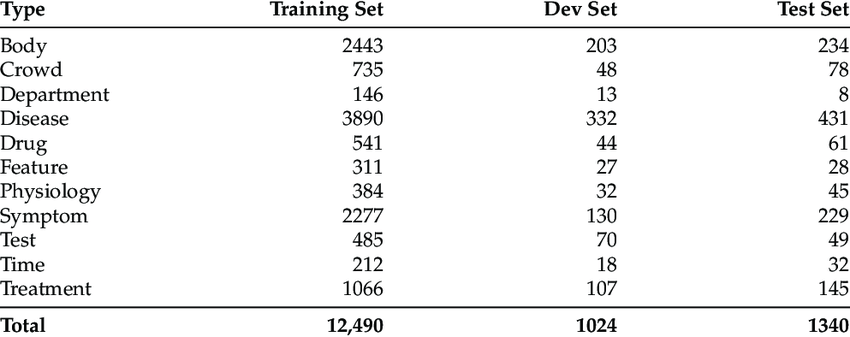 Type Training Set Dev Set Test Set
Body 2443 203 234
Crowd 735 48 78
Department 146 13 8
Disease 3890 332 431
Drug 541 44 61
Feature 311 27 28
Physiology 384 32 45
Symptom 2277 130 229
Test 485 70 49
Time 212 18 32
Treatment 1066 107 145
Total 12,490 1024 1340